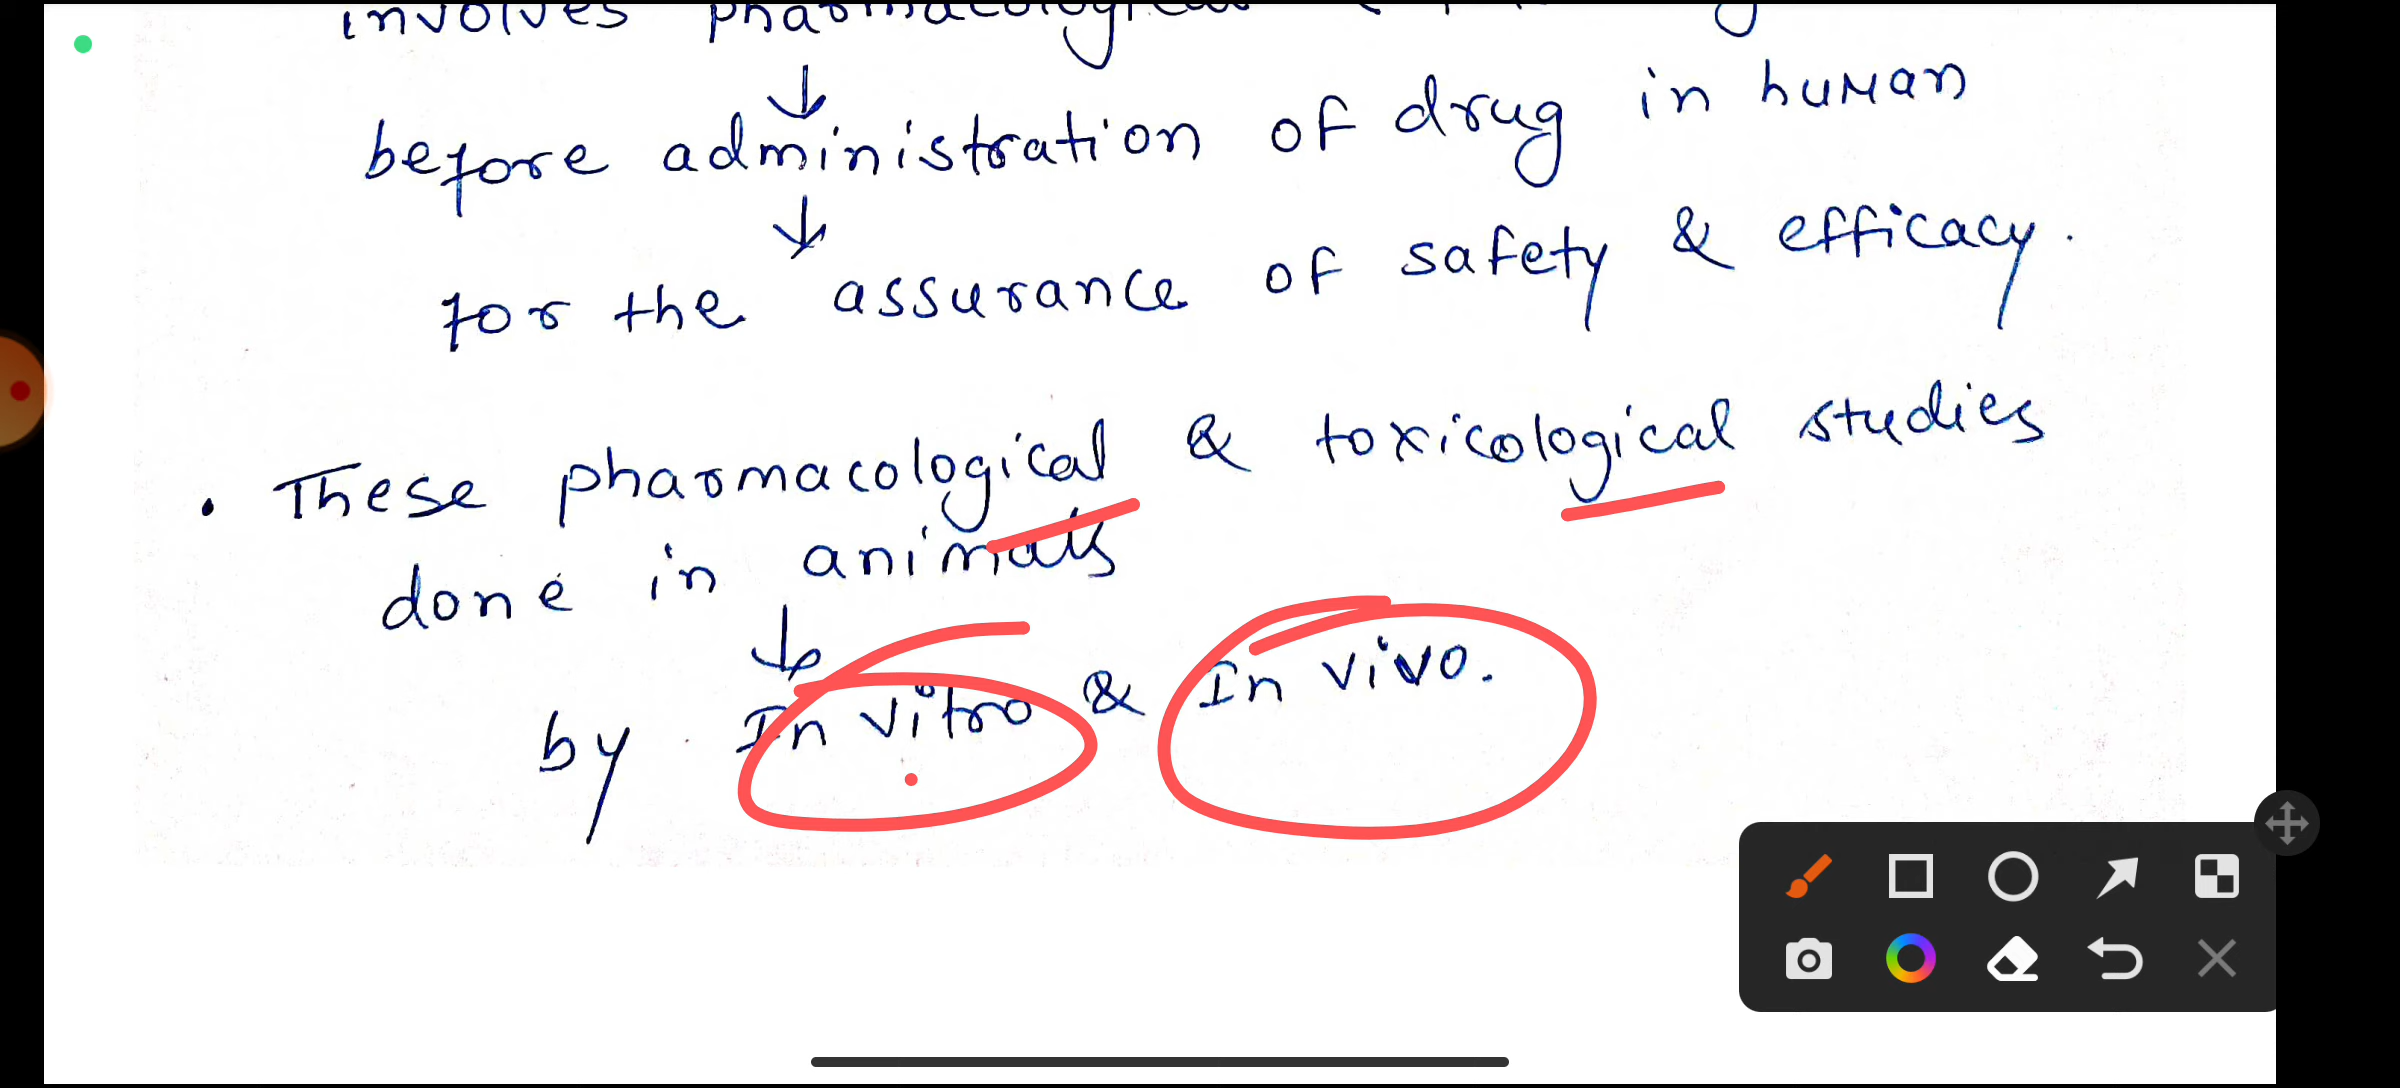 involves pharmacological
↓
before administration of drug in human
↓
for the assurance of safety & efficacy.
• These pharmacological & toxicological studies
done in animals
↓
by In vitro & In vivo.